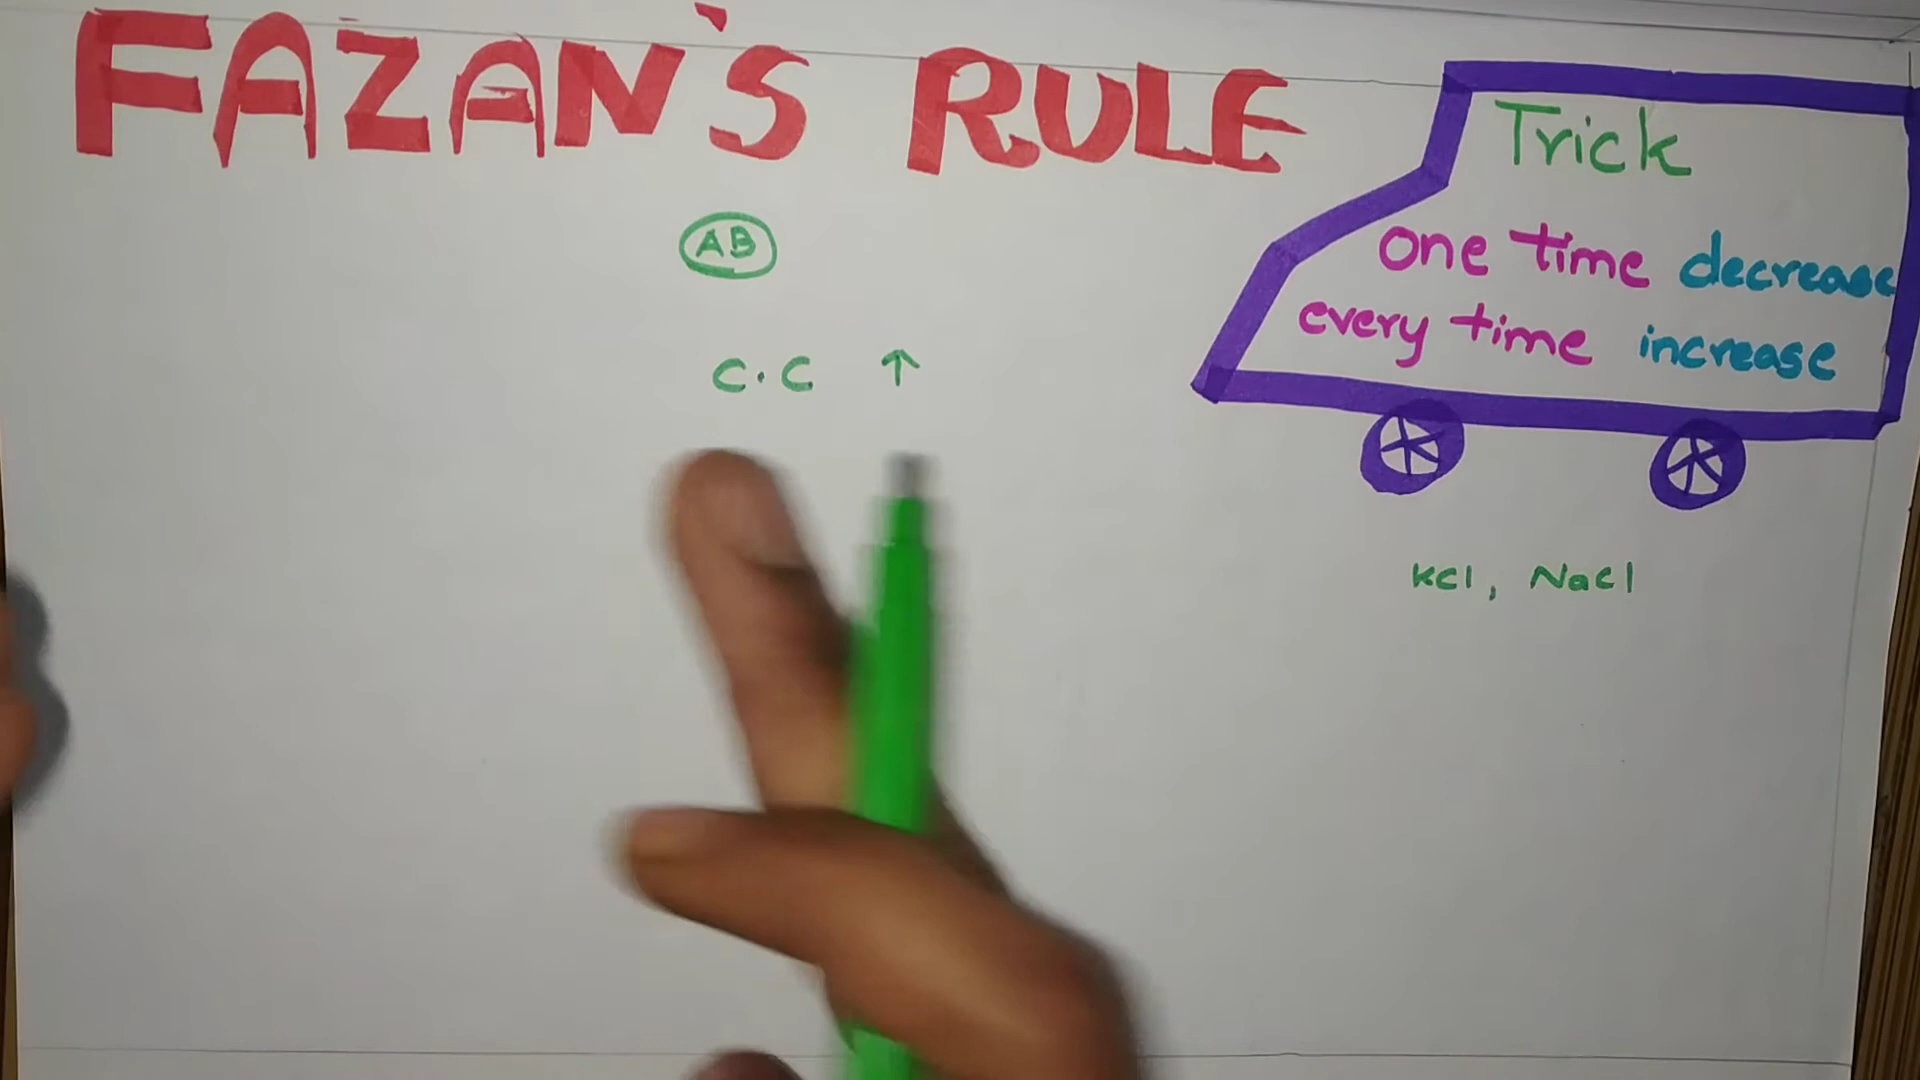 FAZAN'S RULE
Trick
one time decrease
every time increase
AB
C.C ↑
KCl, NaCl